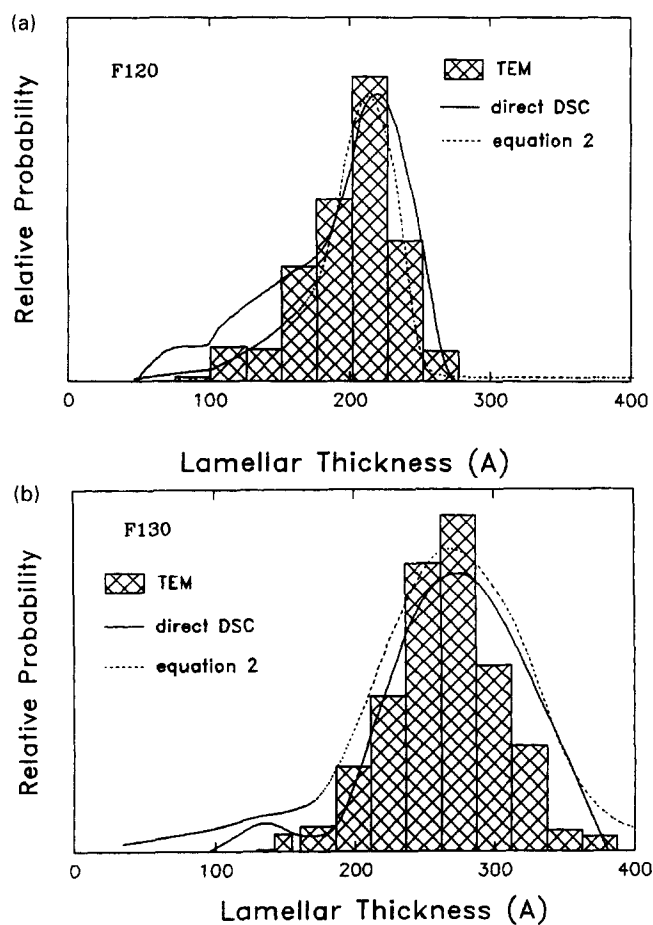 (a)
F120
TEM
direct DSC
equation 2
Relative Probability
0 100 200 300 400
Lamellar Thickness (A)
(b)
F130
TEM
direct DSC
equation 2
Relative Probability
0 100 200 300 400
Lamellar Thickness (A)